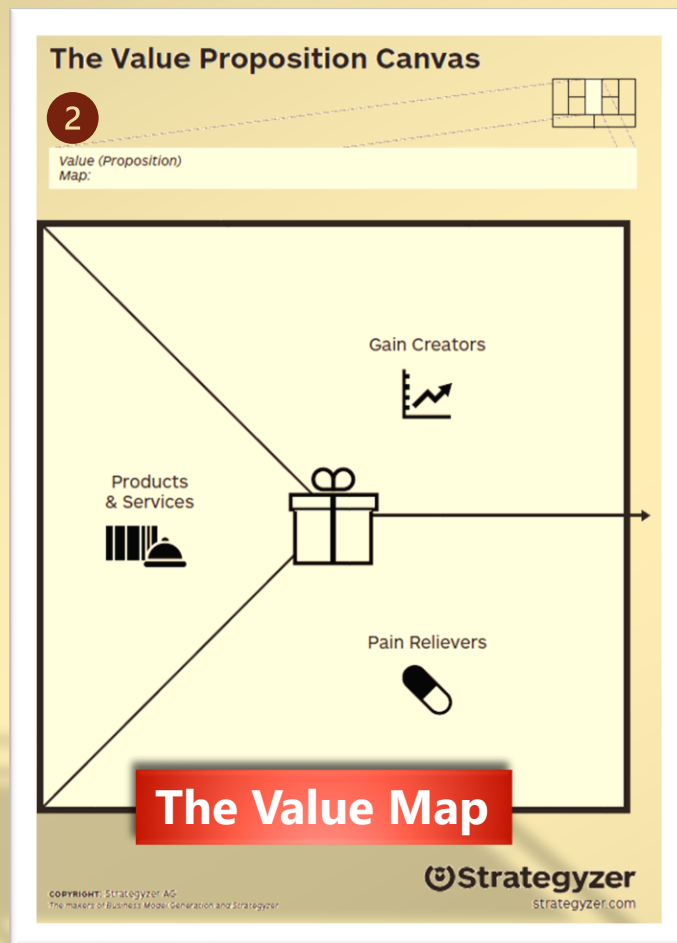 The Value Proposition Canvas
2
Value (Proposition)
Map:
Gain Creators
Products
& Services
Pain Relievers
The Value Map
COPYRIGHT: Strategyzer AG
The makers of Business Model Generation and Strategyzer
Strategyzer
strategyzer.com